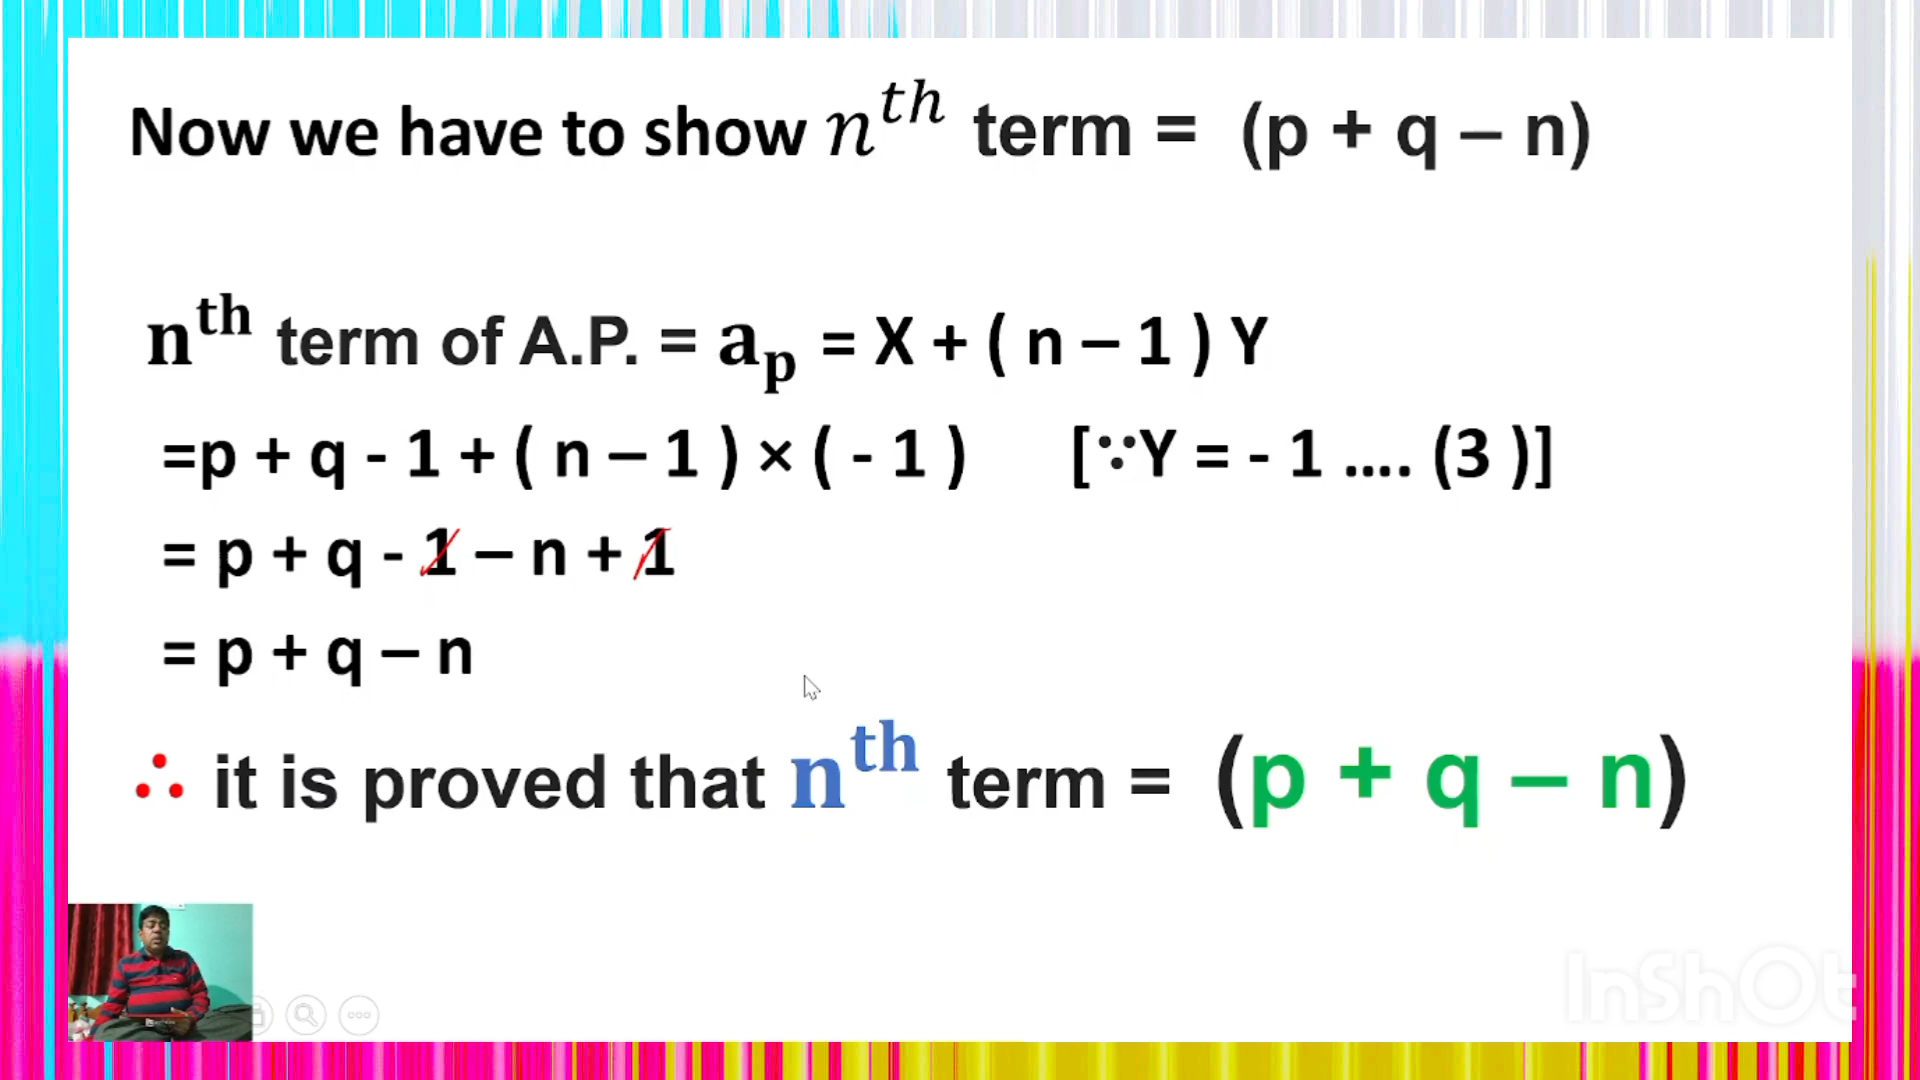 Now we have to show nᵗʰ term = (p + q – n)
nᵗʰ term of A.P. = aₚ = X + ( n – 1 ) Y
=p + q - 1 + ( n – 1 ) × ( - 1 ) [∵Y = - 1 .... (3 )]
= p + q - 1 – n + 1
= p + q – n
∴ it is proved that nᵗʰ term = (p + q – n)
InShOt